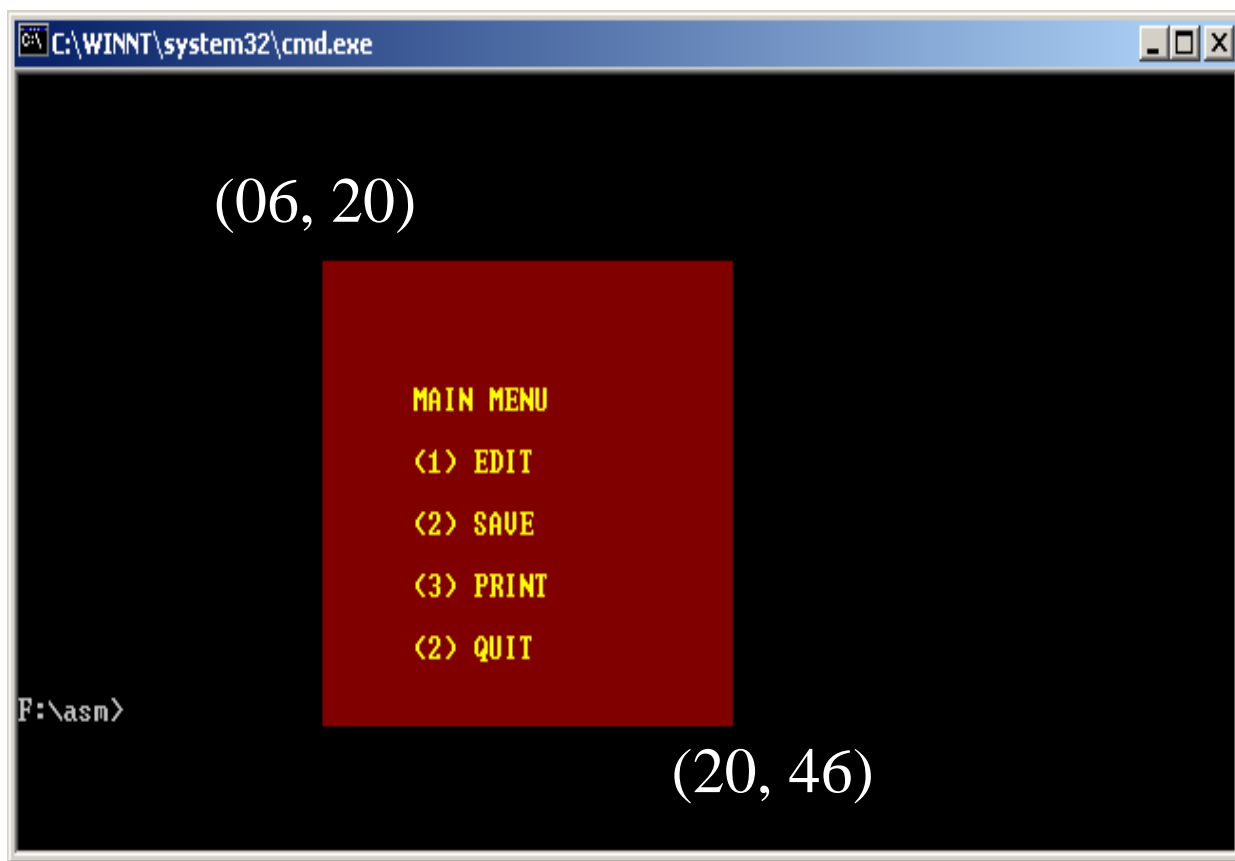 C:\WINNT\system32\cmd.exe
(06, 20)
MAIN MENU
(1) EDIT
(2) SAVE
(3) PRINT
(2) QUIT
F:\asm>
(20, 46)